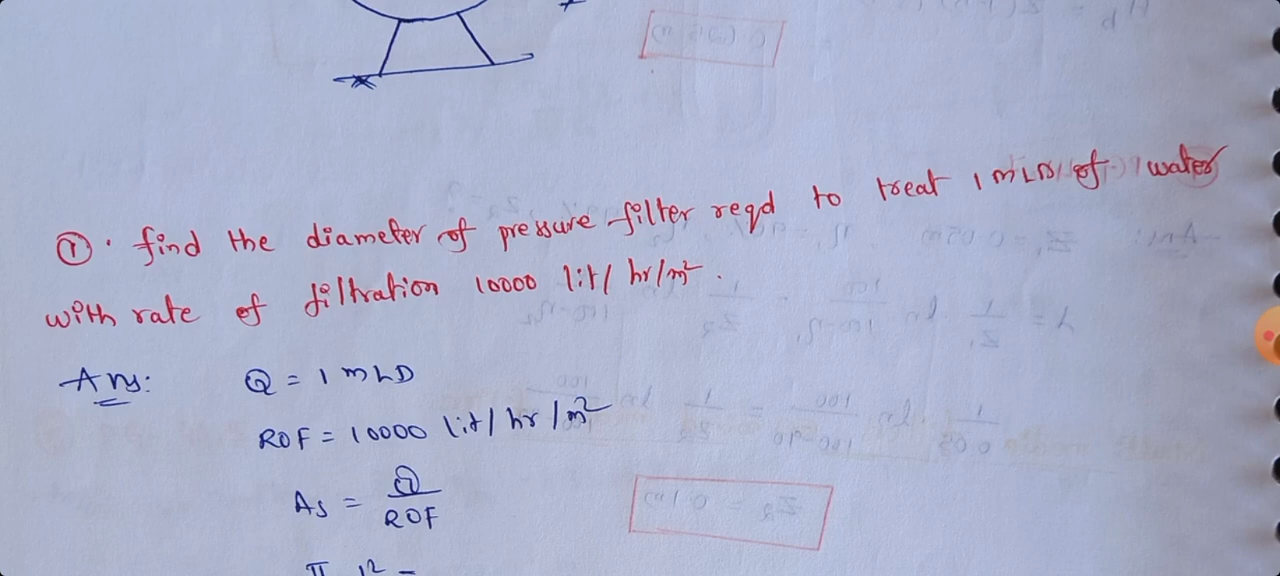 ① . find the diameter of pressure filter reqd to treat 1 MLD of water
with rate of filtration 10000 lit/ hr/m² .
Ans: Q = 1 MLD
ROF = 10000 lit/ hr /m²
As = Q / ROF
π d² =